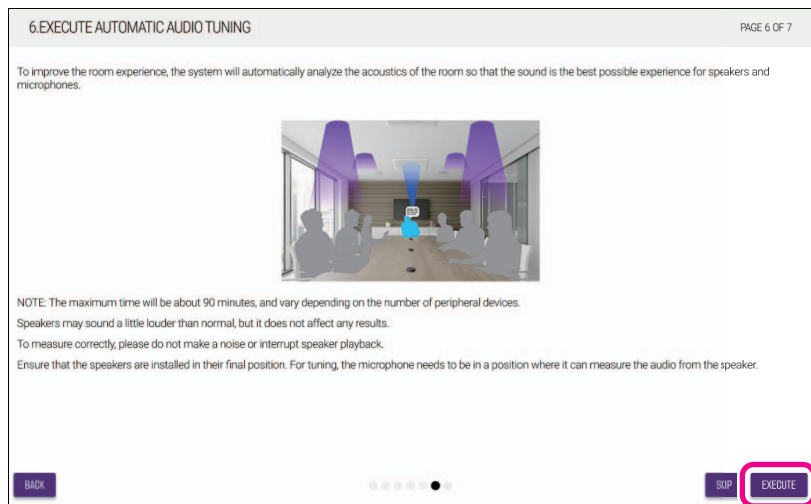 6.EXECUTE AUTOMATIC AUDIO TUNING
PAGE 6 OF 7
To improve the room experience, the system will automatically analyze the acoustics of the room so that the sound is the best possible experience for speakers and
microphones.
NOTE: The maximum time will be about 90 minutes, and vary depending on the number of peripheral devices.
Speakers may sound a little louder than normal, but it does not affect any results.
To measure correctly, please do not make a noise or interrupt speaker playback.
Ensure that the speakers are installed in their final position. For tuning, the microphone needs to be in a position where it can measure the audio from the speaker.
BACK
SKIP
EXECUTE